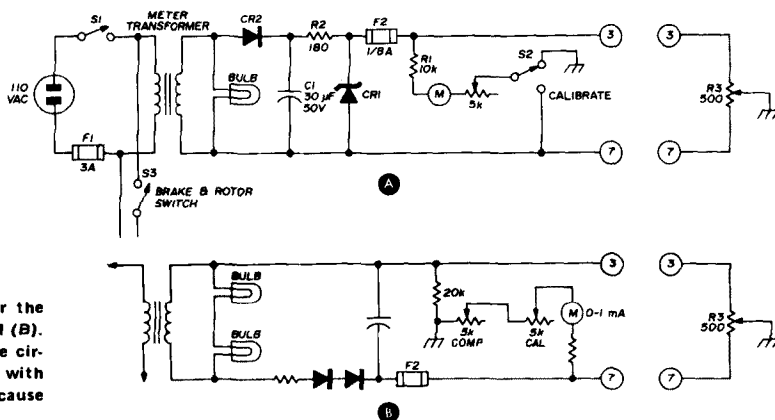 S1
METER
TRANSFORMER
CR2
R2
180
F2
1/8A
3
3
110
VAC
BULB
C1
30 μF
50V
CR1
R1
10k
M
5k
S2
CALIBRATE
R3
500
F1
3A
7
7
S3
BRAKE & ROTOR
SWITCH
A
BULB
BULB
20k
5k
COMP
5k
CAL
M
0-1 mA
3
3
R3
500
F2
7
7
B
r the
(B).
e cir-
with
cause